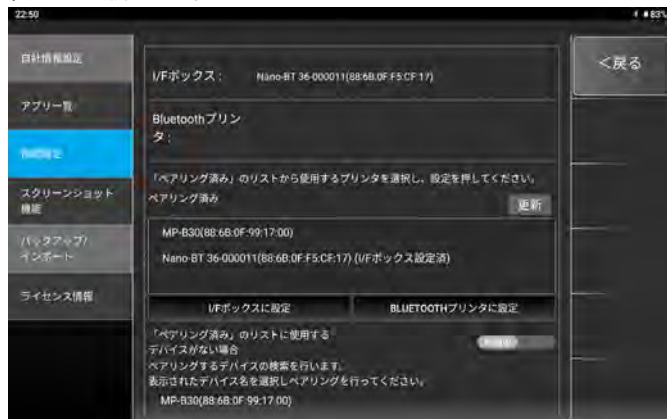 22:50
83%
自社情報設定
アプリ一覧
スクリーンショット
機能
バックアップ/
インポート
ライセンス情報
I/Fボックス :
Nano-BT 36-000011(88:6B:0F:F5:CF:17)
Bluetoothプリン
タ :
「ペアリング済み」のリストから使用するプリンタを選択し、設定を押してください。
ペアリング済み
更新
MP-B30(88:6B:0F:99:17:00)
Nano-BT 36-000011(88:6B:0F:F5:CF:17) (I/Fボックス設定済)
I/Fボックスに設定
BLUETOOTHプリンタに設定
「ペアリング済み」のリストに使用する
デバイスがない場合
ペアリングするデバイスの検索を行います。
表示されたデバイス名を選択しペアリングを行ってください。
MP-B30(88:6B:0F:99:17:00)
<戻る